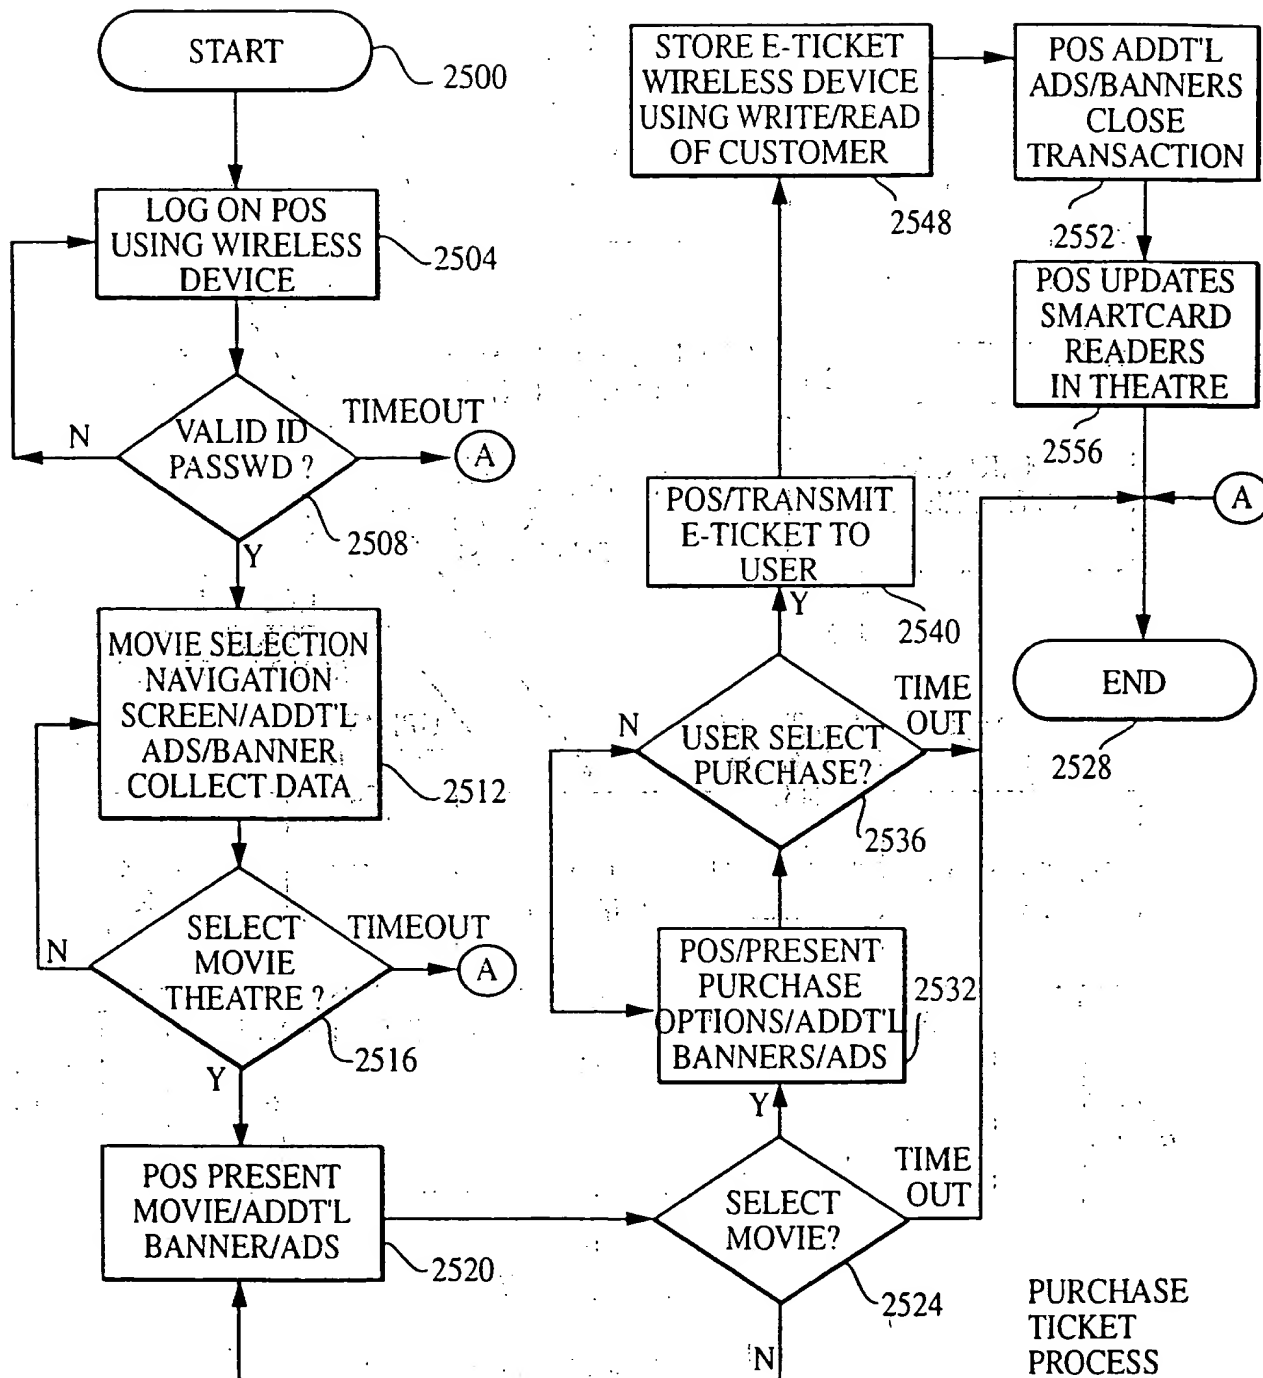 START
2500
LOG ON POS
USING WIRELESS
DEVICE
2504
VALID ID
PASSWD ?
N
TIMEOUT
A
2508
Y
MOVIE SELECTION
NAVIGATION
SCREEN/ADDT'L
ADS/BANNER
COLLECT DATA
2512
SELECT
MOVIE
THEATRE ?
N
TIMEOUT
A
2516
Y
POS PRESENT
MOVIE/ADDT'L
BANNER/ADS
2520
SELECT
MOVIE?
TIME
OUT
2524
N
Y
POS/PRESENT
PURCHASE
OPTIONS/ADDT'L
BANNERS/ADS
2532
USER SELECT
PURCHASE?
N
TIME
OUT
2536
Y
POS/TRANSMIT
E-TICKET TO
USER
2540
STORE E-TICKET
WIRELESS DEVICE
USING WRITE/READ
OF CUSTOMER
2548
POS ADDT'L
ADS/BANNERS
CLOSE
TRANSACTION
2552
POS UPDATES
SMARTCARD
READERS
IN THEATRE
2556
A
END
2528
PURCHASE
TICKET
PROCESS